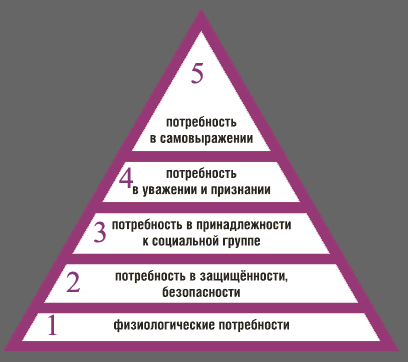 5
потребность
в самовыражении
4
потребность
в уважении и признании
3
потребность в принадлежности
к социальной группе
2
потребность в защищённости,
безопасности
1
физиологические потребности